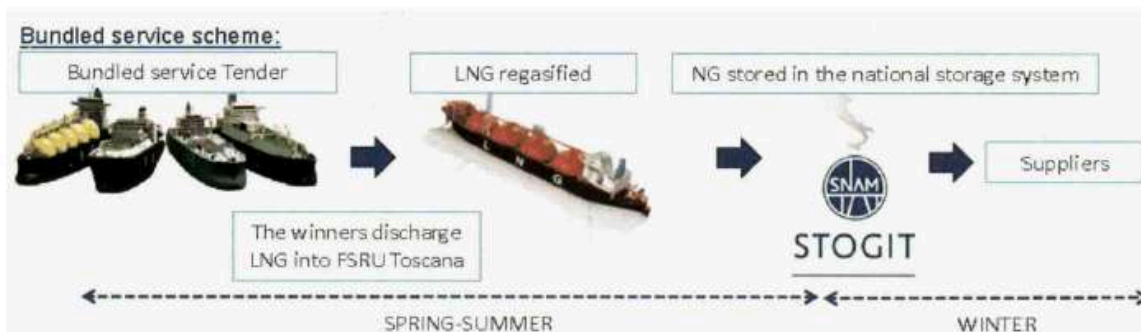 Bundled service scheme:
Bundled service Tender
LNG regasified
NG stored in the national storage system
L N G
SNAM
STOGIT
Suppliers
The winners discharge
LNG into FSRU Toscana
SPRING-SUMMER
WINTER